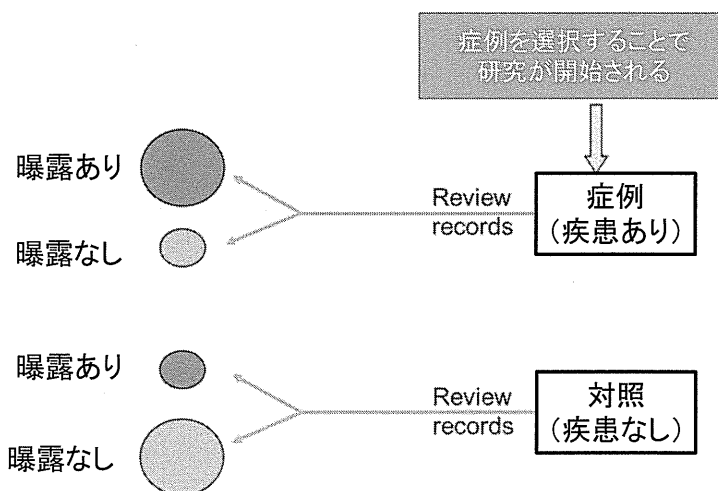 症例を選択することで
研究が開始される
曝露あり
曝露なし
Review
records
症例
（疾患あり）
曝露あり
曝露なし
Review
records
対照
（疾患なし）